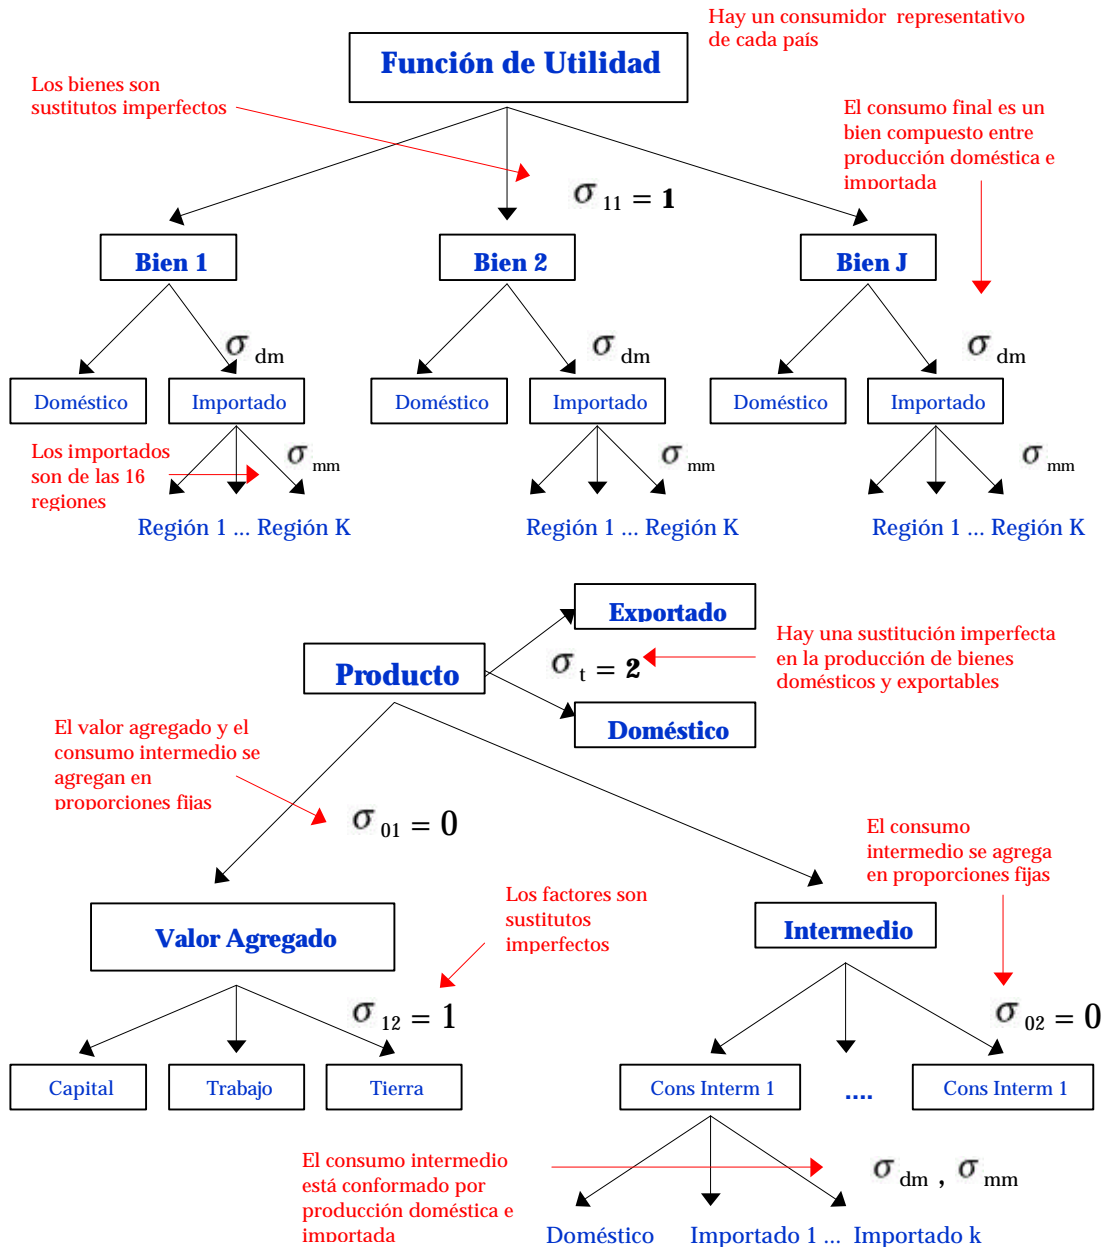 Hay un consumidor representativo
de cada país
Función de Utilidad
Los bienes son
sustitutos imperfectos
El consumo final es un
bien compuesto entre
producción doméstica e
importada
σ 11 = 1
Bien 1
Bien 2
Bien J
σ dm
σ dm
σ dm
Doméstico
Importado
Doméstico
Importado
Doméstico
Importado
Los importados
son de las 16
regiones
σ mm
σ mm
σ mm
Región 1 ... Región K
Región 1 ... Región K
Región 1 ... Región K
Exportado
Hay una sustitución imperfecta
en la producción de bienes
domésticos y exportables
Producto
σ t = 2
Doméstico
El valor agregado y el
consumo intermedio se
agregan en
proporciones fijas
σ 01 = 0
El consumo
intermedio se agrega
en proporciones fijas
Los factores son
sustitutos
imperfectos
Valor Agregado
Intermedio
σ 12 = 1
σ 02 = 0
Capital
Trabajo
Tierra
Cons Interm 1
....
Cons Interm 1
El consumo intermedio
está conformado por
producción doméstica e
importada
σ dm , σ mm
Doméstico
Importado 1 ... Importado k